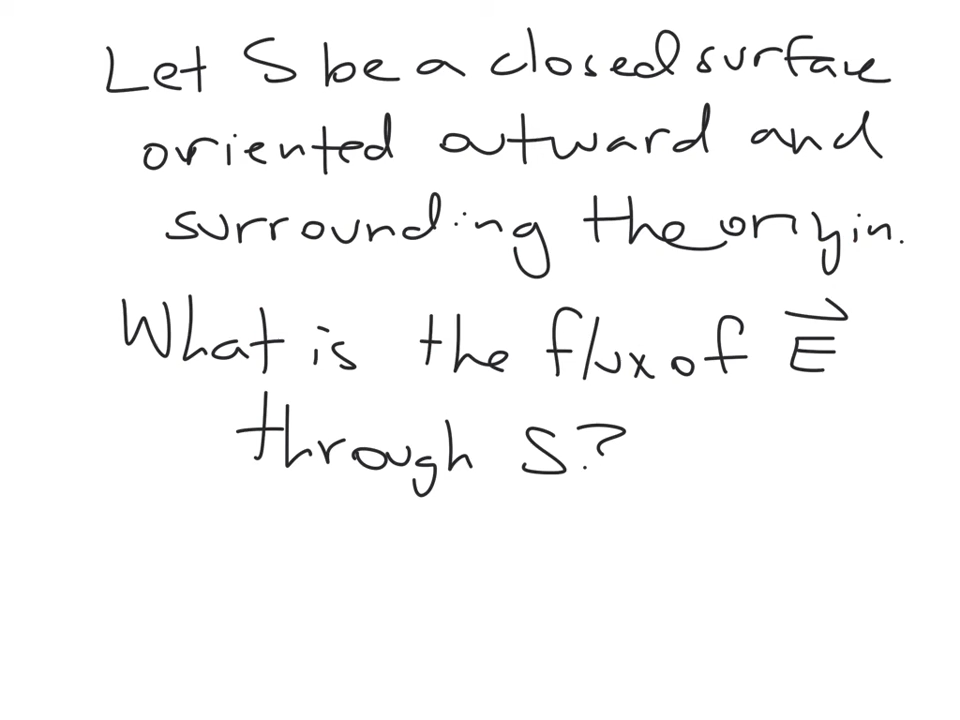 Let S be a closed surface
oriented outward and
surrounding the origin.
What is the flux of E
through S?